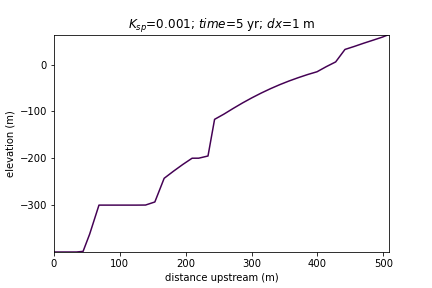 K_sp=0.001; time=5 yr; dx=1 m
elevation (m)
0
−100
−200
−300
0 100 200 300 400 500
distance upstream (m)